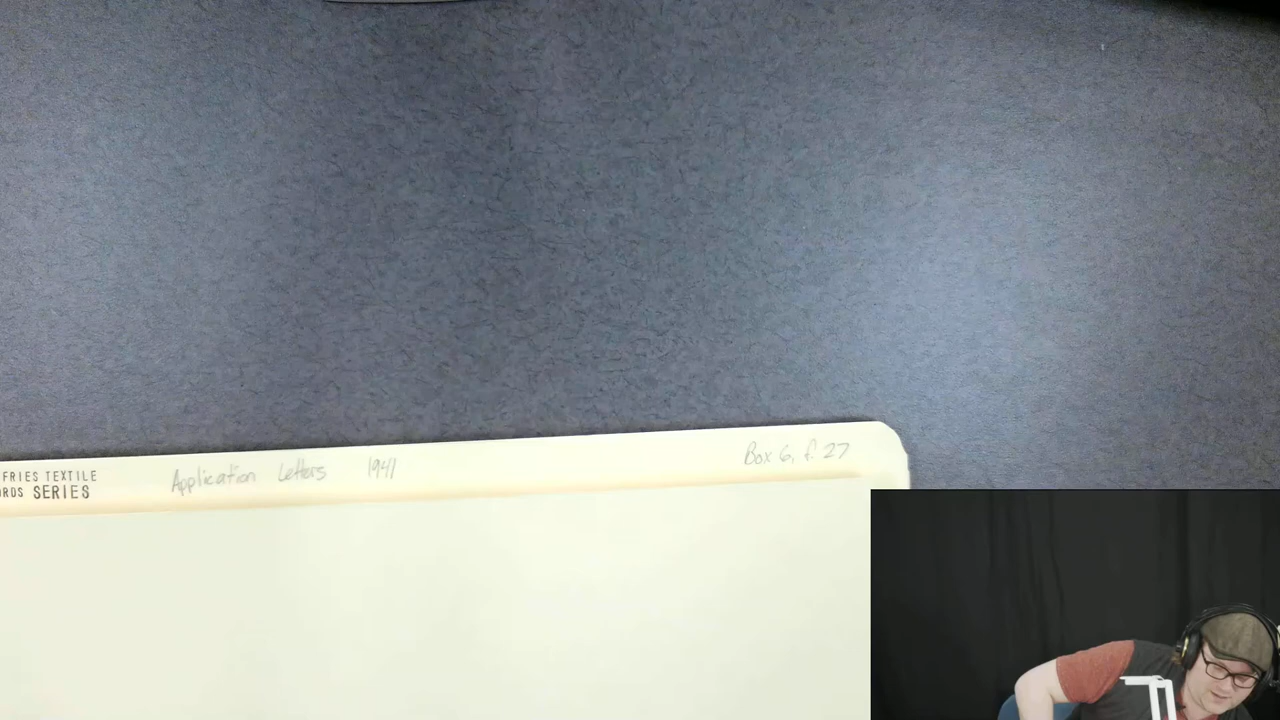 FRIES TEXTILE
ORDS SERIES
Application Letters 1941
Box 6, f. 27